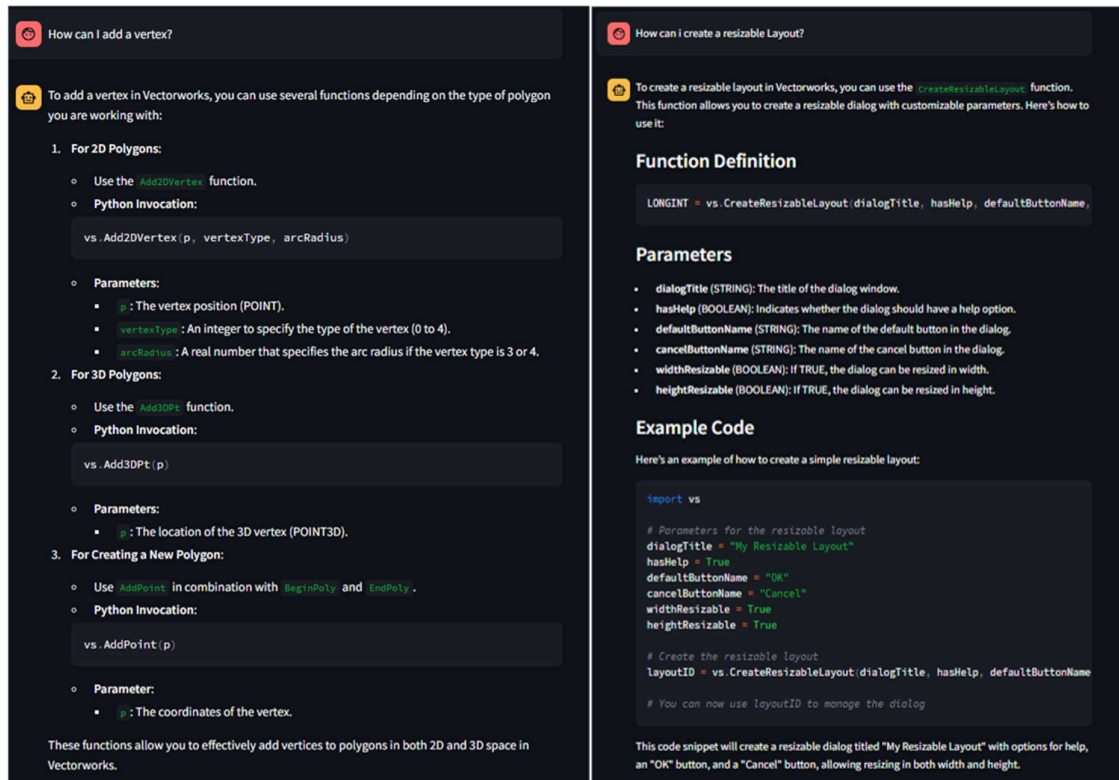 How can I add a vertex?
To add a vertex in Vectorworks, you can use several functions depending on the type of polygon
you are working with:
1. For 2D Polygons:
Use the Add2DVertex function.
Python Invocation:
vs.Add2DVertex(p, vertexType, arcRadius)
Parameters:
p : The vertex position (POINT).
vertexType : An integer to specify the type of the vertex (0 to 4).
arcRadius : A real number that specifies the arc radius if the vertex type is 3 or 4.
2. For 3D Polygons:
Use the Add3DPt function.
Python Invocation:
vs.Add3DPt(p)
Parameters:
p : The location of the 3D vertex (POINT3D).
3. For Creating a New Polygon:
Use AddPoint in combination with BeginPoly and EndPoly .
Python Invocation:
vs.AddPoint(p)
Parameter:
p : The coordinates of the vertex.
These functions allow you to effectively add vertices to polygons in both 2D and 3D space in
Vectorworks.
How can i create a resizable Layout?
To create a resizable layout in Vectorworks, you can use the CreateResizableLayout function.
This function allows you to create a resizable dialog with customizable parameters. Here's how to
use it:
Function Definition
LONGINT = vs.CreateResizableLayout(dialogTitle, hasHelp, defaultButtonName,
Parameters
dialogTitle (STRING): The title of the dialog window.
hasHelp (BOOLEAN): Indicates whether the dialog should have a help option.
defaultButtonName (STRING): The name of the default button in the dialog.
cancelButtonName (STRING): The name of the cancel button in the dialog.
widthResizable (BOOLEAN): If TRUE, the dialog can be resized in width.
heightResizable (BOOLEAN): If TRUE, the dialog can be resized in height.
Example Code
Here's an example of how to create a simple resizable layout:
import vs
# Parameters for the resizable layout
dialogTitle = "My Resizable Layout"
hasHelp = True
defaultButtonName = "OK"
cancelButtonName = "Cancel"
widthResizable = True
heightResizable = True
# Create the resizable layout
layoutID = vs.CreateResizableLayout(dialogTitle, hasHelp, defaultButtonName
# You can now use layoutID to manage the dialog
This code snippet will create a resizable dialog titled "My Resizable Layout" with options for help,
an "OK" button, and a "Cancel" button, allowing resizing in both width and height.